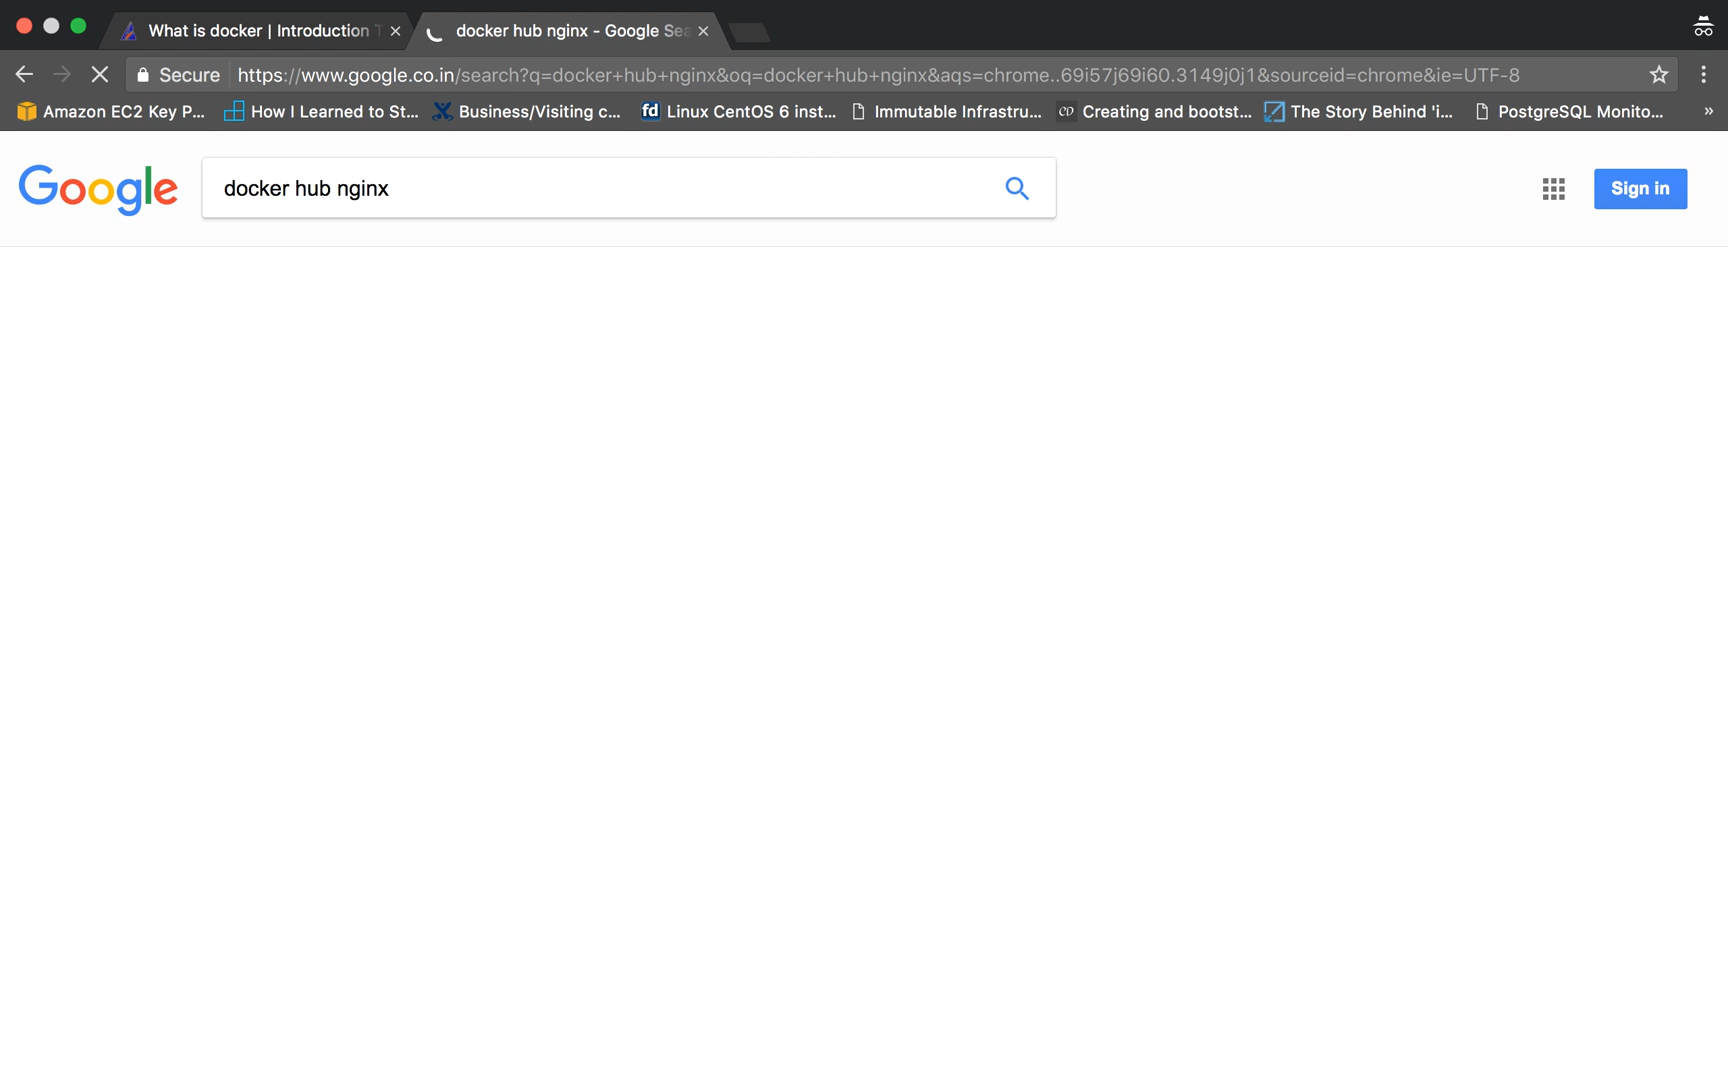 What is docker | Introduction T
docker hub nginx - Google Sea
Secure https://www.google.co.in/search?q=docker+hub+nginx&oq=docker+hub+nginx&aqs=chrome..69i57j69i60.3149j0j1&sourceid=chrome&ie=UTF-8
Amazon EC2 Key P... How I Learned to St... Business/Visiting c... fd Linux CentOS 6 inst... Immutable Infrastru... CD Creating and bootst... The Story Behind 'i... PostgreSQL Monito... »
Google docker hub nginx Sign in